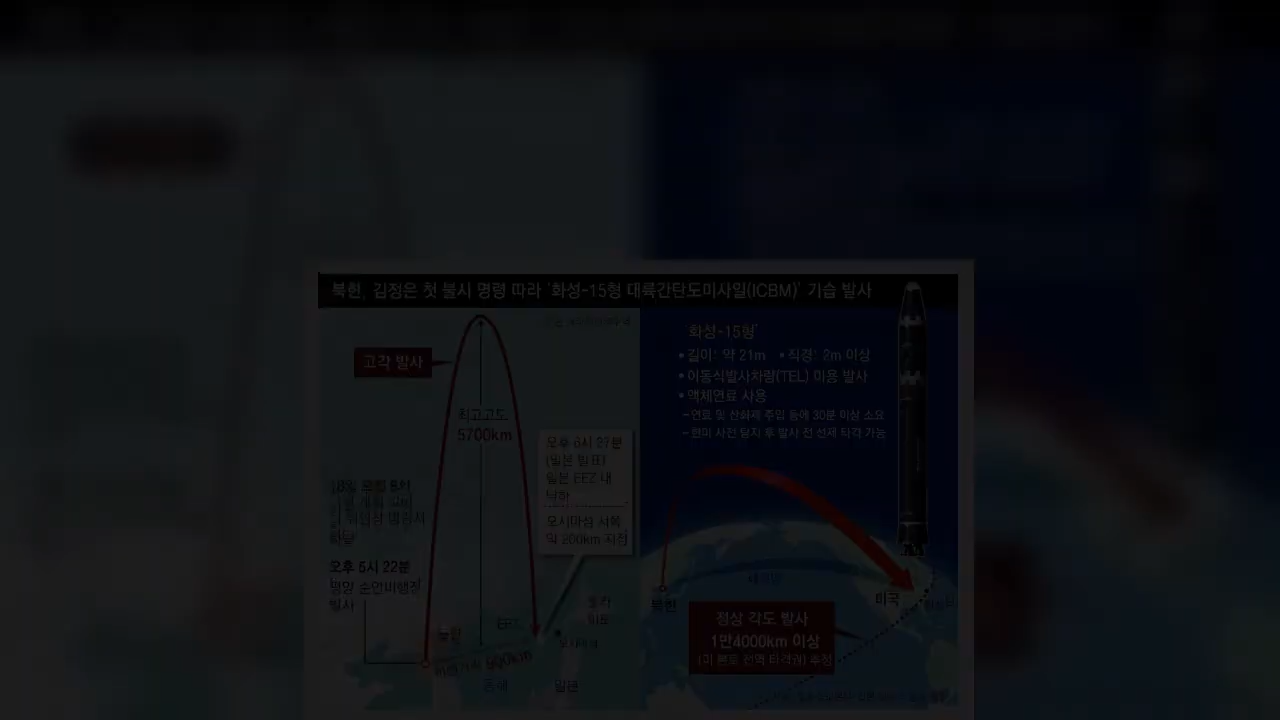 북한, 김정은 첫 불시 명령 따라 '화성-15형 대륙간탄도미사일(ICBM)' 기습 발사
고각 발사
최고고도
5700km
오후 6시 27분
(일본 발표)
일본 EEZ 내
낙하
오시마섬 서쪽
약 200km 지점
오후 5시 22분
평양 순안비행장
발사
북한
EEZ
900km
동해
일본
화성-15형
• 길이: 약 21m • 직경: 2m 이상
• 이동식발사차량(TEL) 이용 발사
• 액체연료 사용
-연료 및 산화제 주입 등에 30분 이상 소요
-한미 사전 탐지 후 발사 전 선제 타격 가능
북한
미국
정상 각도 발사
1만4000km 이상
(미 본토 전역 타격권) 추정